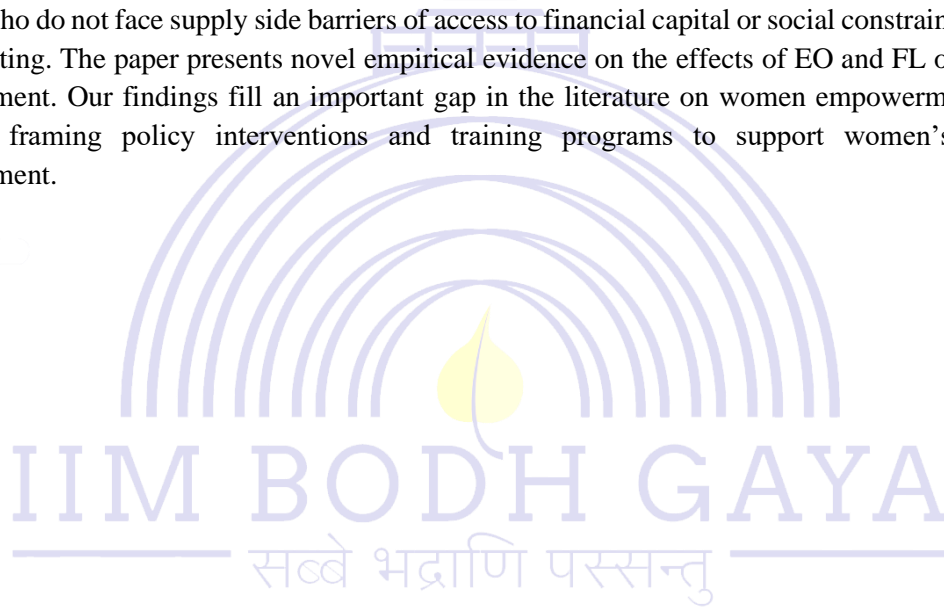 ho do not face supply side barriers of access to financial capital or social constrain
ting. The paper presents novel empirical evidence on the effects of EO and FL o
ment. Our findings fill an important gap in the literature on women empowerm
framing policy interventions and training programs to support women's
ment.
IIM BODH GAYA
सब्बे भद्राणि पस्सन्तु